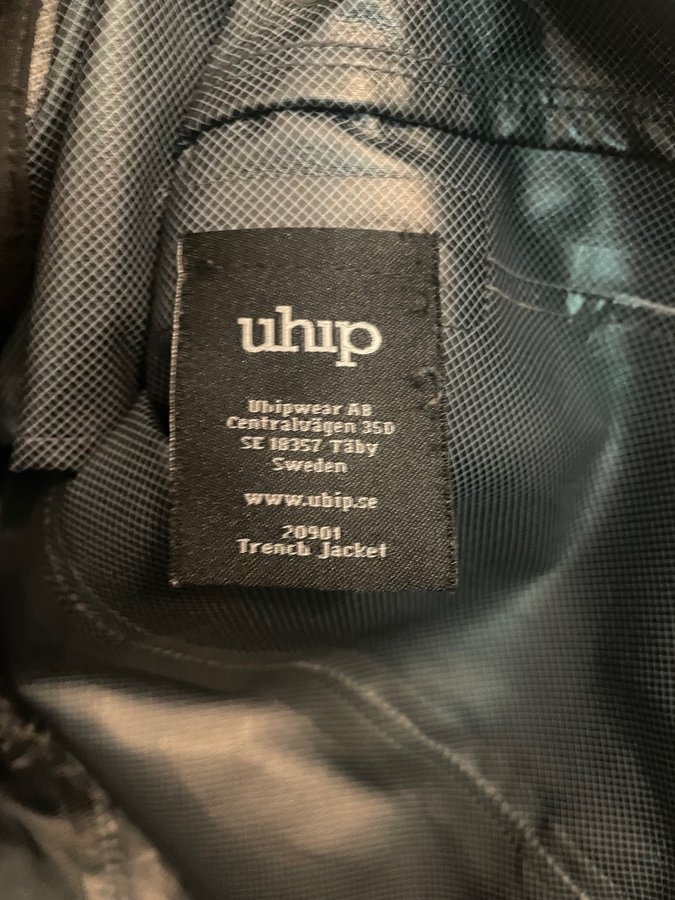 uhip
Uhipwear AB
Centralvägen 35D
SE 18357 Täby
Sweden
www.uhip.se
20901
Trench Jacket